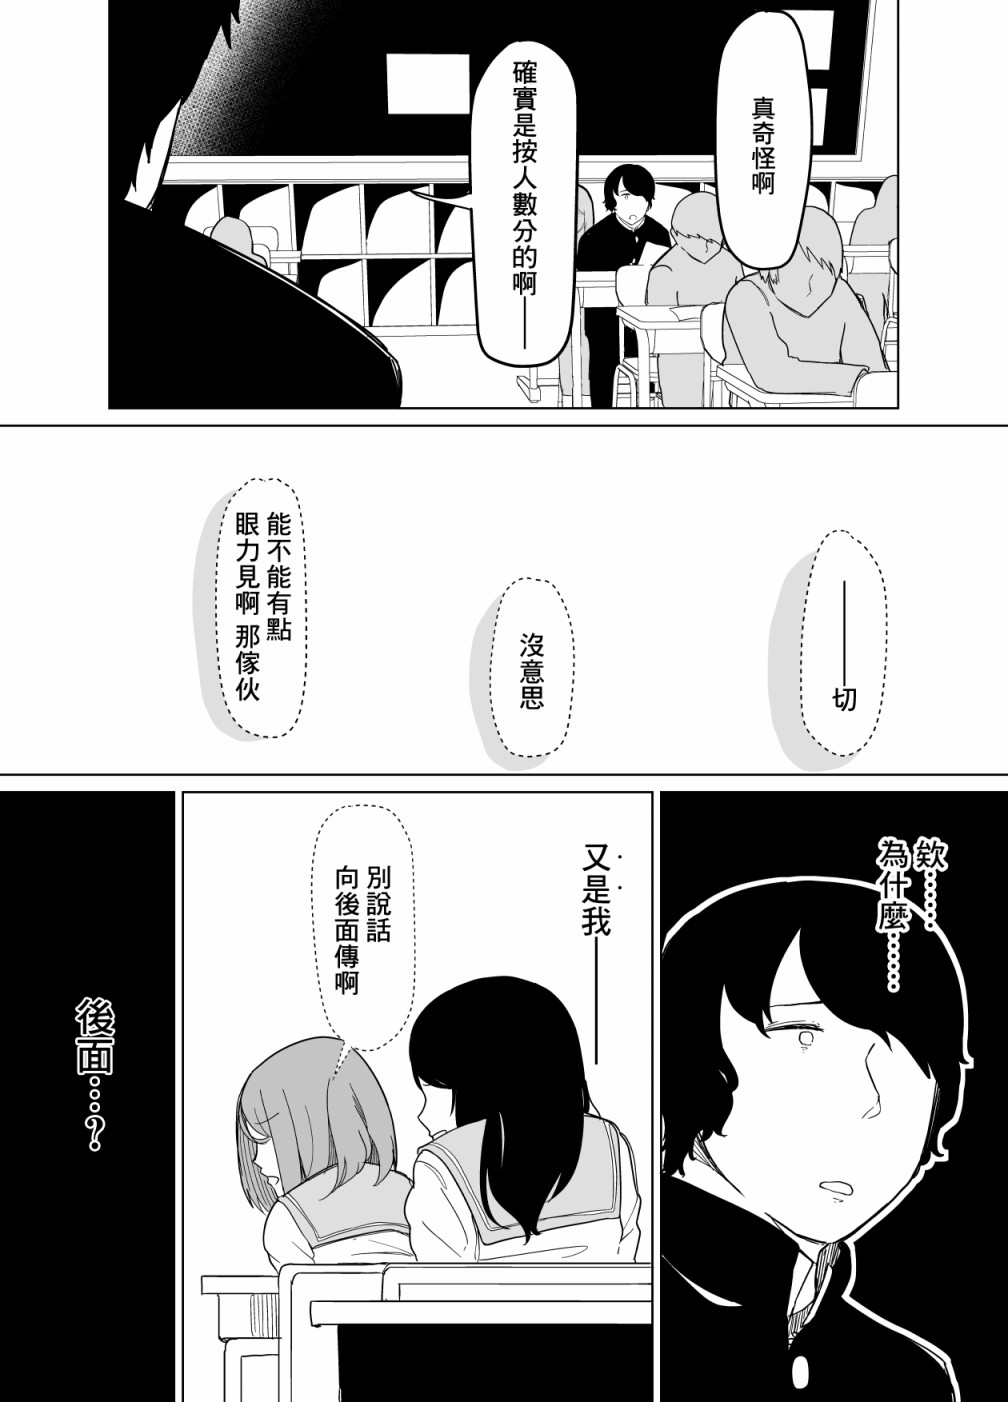 真奇怪啊
確實是按人數分的啊——
——切
沒意思
能不能有點
眼力見啊 那傢伙
欸……
為什麼……
又是我——
別說話
向後面傳啊
後面…？